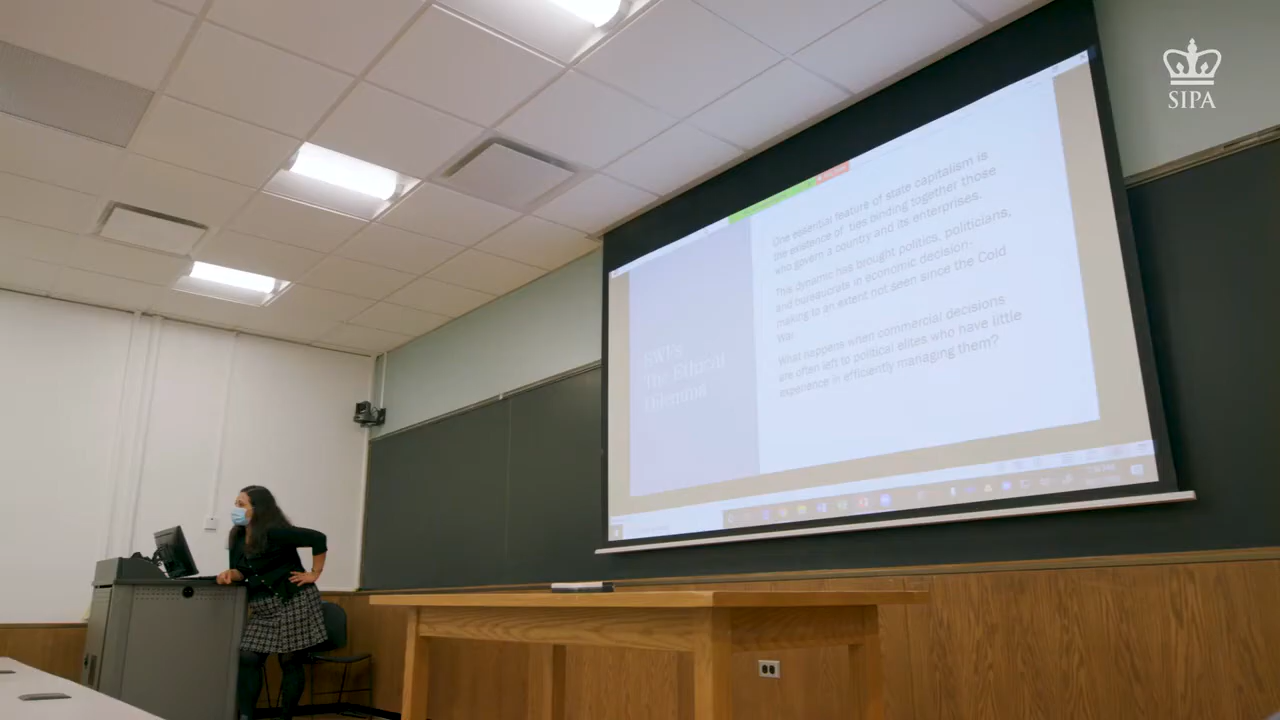 SIPA
One essential feature of state capitalism is
the existence of ties binding together those
who govern a country and its enterprises.
This dynamic has brought politics, politicians,
and bureaucrats in economic decision-
making to an extent not seen since the Cold
War.
What happens when commercial decisions
are often left to political elites who have little
experience in efficiently managing them?
SWFs
The Ethical
Dilemma